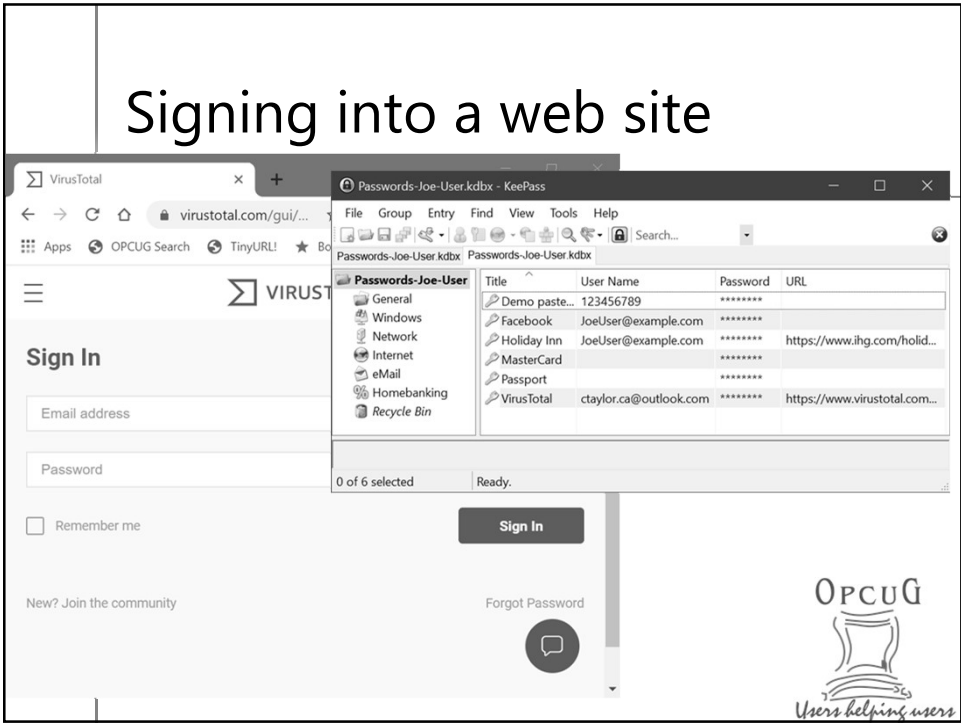 Signing into a web site
VirusTotal
virustotal.com/gui/...
Apps OPCUG Search TinyURL! Bo
VIRUST
Sign In
Email address
Password
Remember me
Sign In
New? Join the community
Forgot Password
Passwords-Joe-User.kdbx - KeePass
File Group Entry Find View Tools Help
Search...
Passwords-Joe-User.kdbx Passwords-Joe-User.kdbx
Passwords-Joe-User
General
Windows
Network
Internet
eMail
Homebanking
Recycle Bin
Title User Name Password URL
Demo paste... 123456789 ********
Facebook JoeUser@example.com ********
Holiday Inn JoeUser@example.com ******** https://www.ihg.com/holid...
MasterCard ********
Passport ********
VirusTotal ctaylor.ca@outlook.com ******** https://www.virustotal.com...
0 of 6 selected Ready.
OPCUG
Users helping users